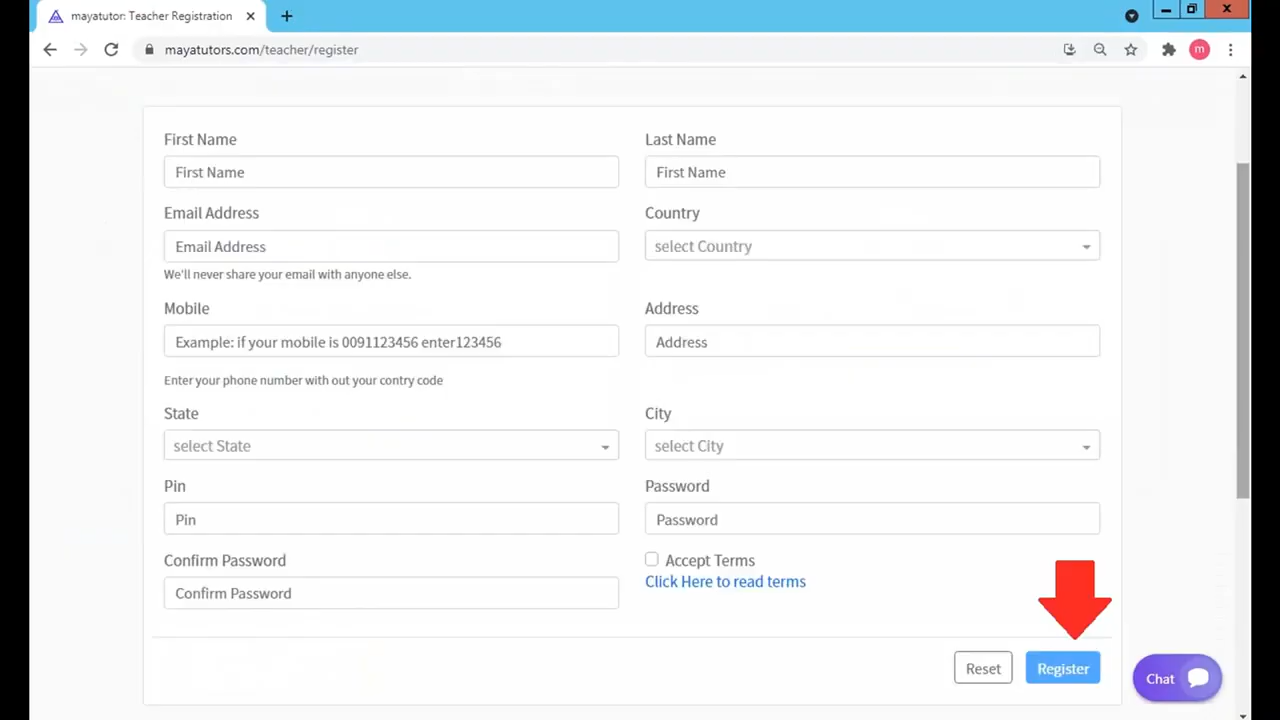 mayatutor: Teacher Registration
mayatutors.com/teacher/register
m
First Name
Last Name
First Name
First Name
Email Address
Country
Email Address
select Country
We'll never share your email with anyone else.
Mobile
Address
Example: if your mobile is 0091123456 enter123456
Address
Enter your phone number with out your contry code
State
City
select State
select City
Pin
Password
Pin
Password
Confirm Password
Accept Terms
Click Here to read terms
Confirm Password
Reset
Register
Chat